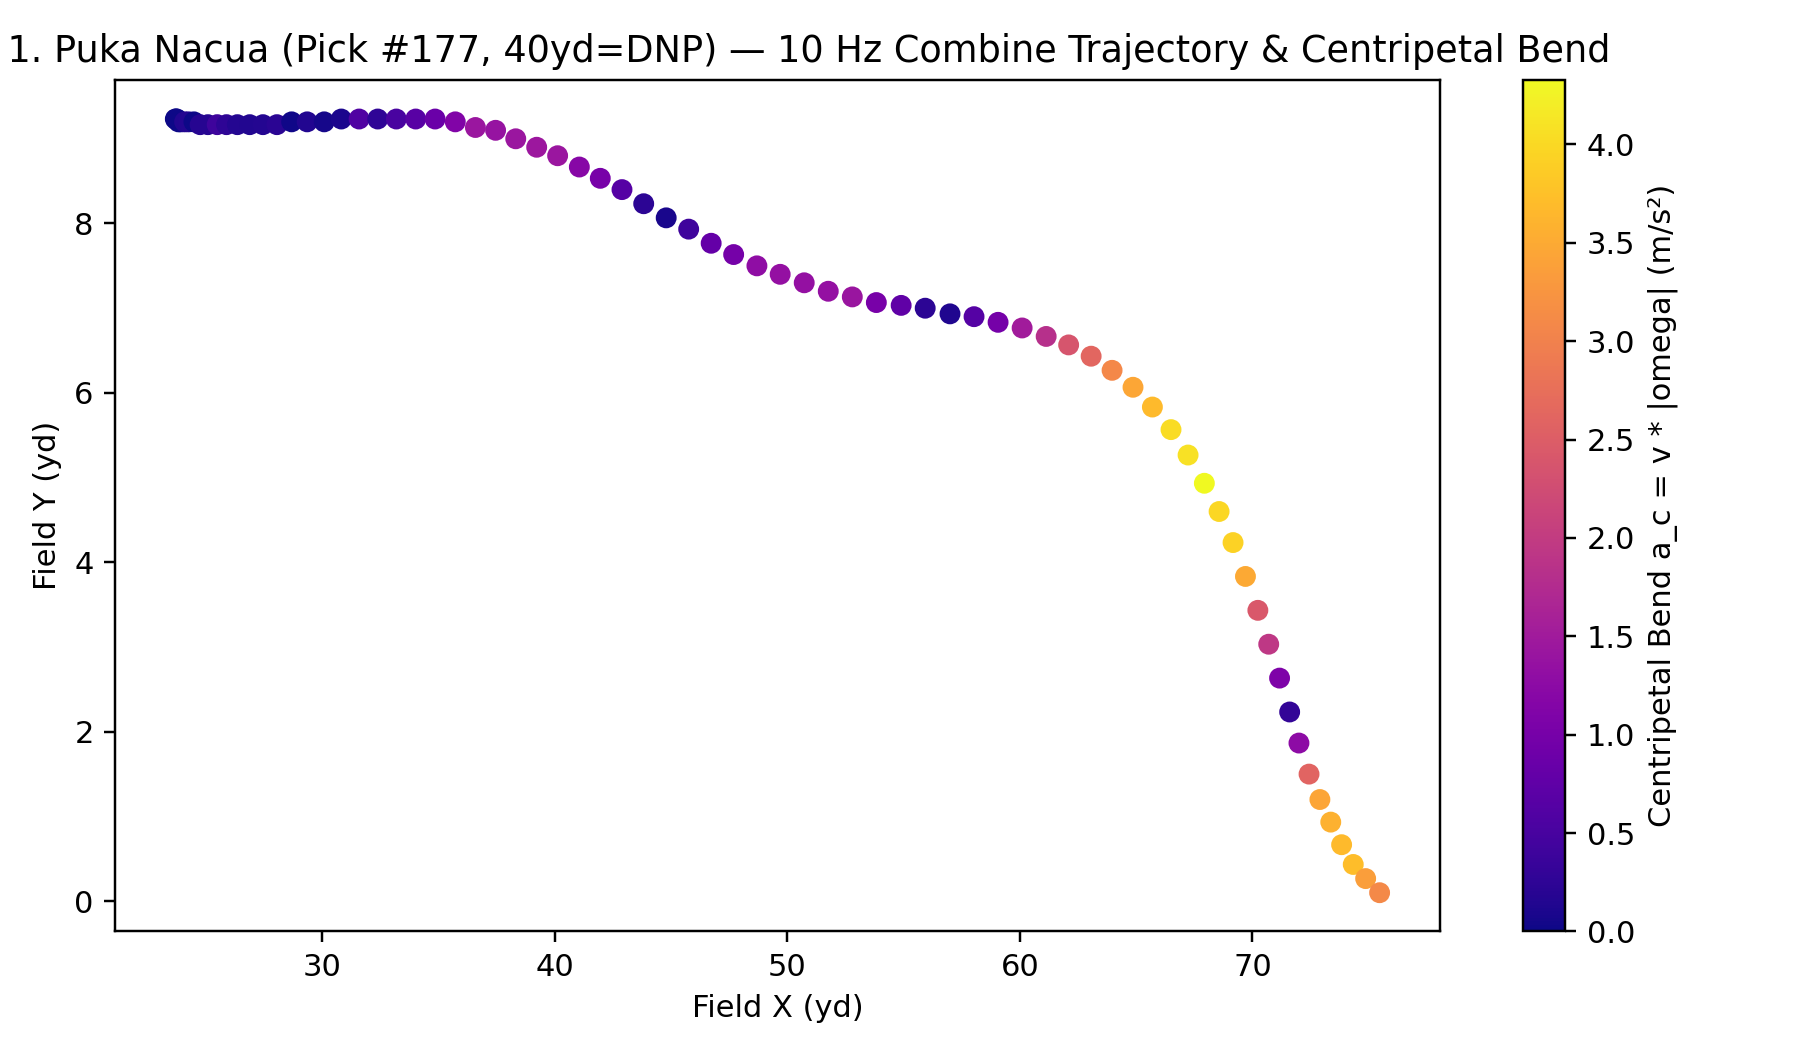 1. Puka Nacua (Pick #177, 40yd=DNP) — 10 Hz Combine Trajectory & Centripetal Bend
8
6
4
2
0
Field Y (yd)
30 40 50 60 70
Field X (yd)
4.0
3.5
3.0
2.5
2.0
1.5
1.0
0.5
0.0
Centripetal Bend a_c = v * |omega| (m/s²)